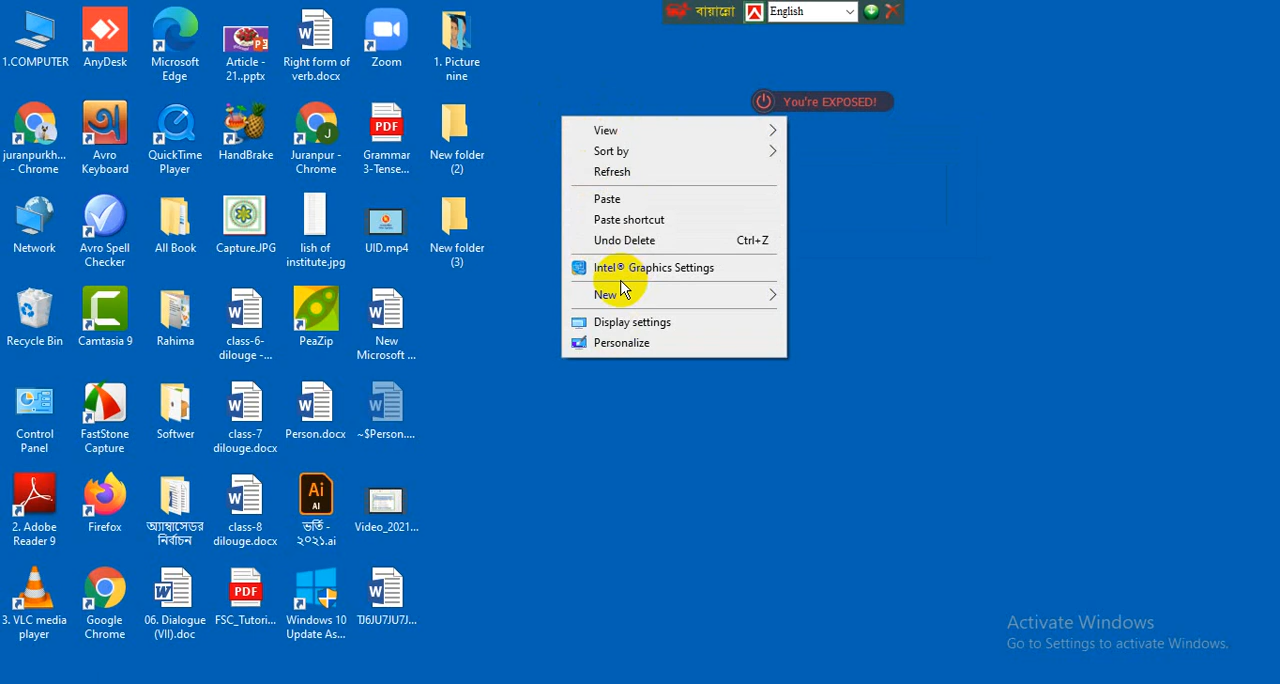 বায়ান্নো
English
You're EXPOSED!
1.COMPUTER
AnyDesk
Microsoft
Edge
Article -
21..pptx
Right form of
verb.docx
Zoom
1. Picture
nine
juranpurkh...
- Chrome
Avro
Keyboard
QuickTime
Player
HandBrake
Juranpur -
Chrome
PDF
Grammar
3-Tense...
New folder
(2)
Network
Avro Spell
Checker
All Book
Capture.JPG
lish of
institute.jpg
UID.mp4
New folder
(3)
Recycle Bin
Camtasia 9
Rahima
class-6-
dilouge -...
PeaZip
New
Microsoft ...
Control
Panel
FastStone
Capture
Softwer
class-7
dilouge.docx
Person.docx
~$Person....
2. Adobe
Reader 9
Firefox
অ্যাম্বাসেডর
নির্বাচন
class-8
dilouge.docx
Ai
AI
ভর্তি -
২০২১.ai
Video_2021...
3. VLC media
player
Google
Chrome
06. Dialogue
(VII).doc
PDF
FSC_Tutori...
Windows 10
Update As...
TJ6JU7JU7J...
View
Sort by
Refresh
Paste
Paste shortcut
Undo Delete Ctrl+Z
Intel® Graphics Settings
New
Display settings
Personalize
Activate Windows
Go to Settings to activate Windows.